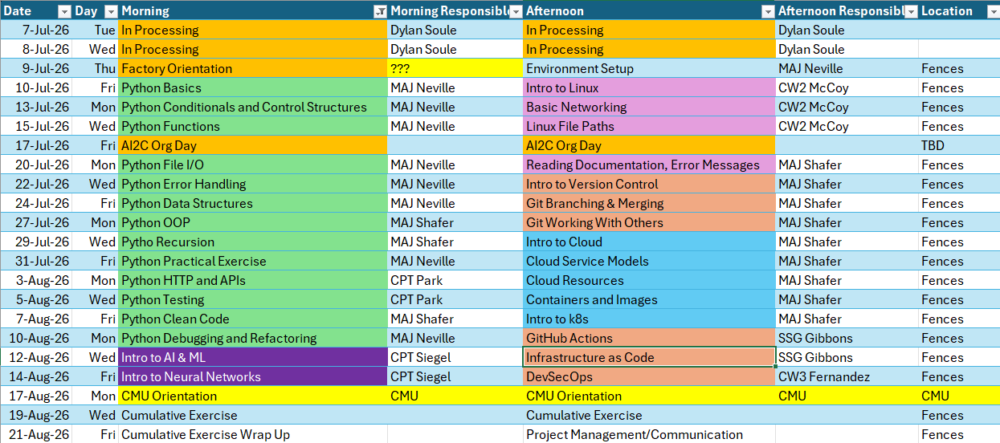 Date Day Morning Morning Responsibl Afternoon Afternoon Responsibl Location
7-Jul-26 Tue In Processing Dylan Soule In Processing Dylan Soule
8-Jul-26 Wed In Processing Dylan Soule In Processing Dylan Soule
9-Jul-26 Thu Factory Orientation ??? Environment Setup MAJ Neville Fences
10-Jul-26 Fri Python Basics MAJ Neville Intro to Linux CW2 McCoy Fences
13-Jul-26 Mon Python Conditionals and Control Structures MAJ Neville Basic Networking CW2 McCoy Fences
15-Jul-26 Wed Python Functions MAJ Neville Linux File Paths CW2 McCoy Fences
17-Jul-26 Fri AI2C Org Day AI2C Org Day TBD
20-Jul-26 Mon Python File I/O MAJ Neville Reading Documentation, Error Messages MAJ Shafer Fences
22-Jul-26 Wed Python Error Handling MAJ Neville Intro to Version Control MAJ Shafer Fences
24-Jul-26 Fri Python Data Structures MAJ Neville Git Branching & Merging MAJ Shafer Fences
27-Jul-26 Mon Python OOP MAJ Shafer Git Working With Others MAJ Shafer Fences
29-Jul-26 Wed Pytho Recursion MAJ Shafer Intro to Cloud MAJ Shafer Fences
31-Jul-26 Fri Python Practical Exercise MAJ Neville Cloud Service Models MAJ Shafer Fences
3-Aug-26 Mon Python HTTP and APIs CPT Park Cloud Resources MAJ Shafer Fences
5-Aug-26 Wed Python Testing CPT Park Containers and Images MAJ Shafer Fences
7-Aug-26 Fri Python Clean Code MAJ Shafer Intro to k8s MAJ Shafer Fences
10-Aug-26 Mon Python Debugging and Refactoring MAJ Neville GitHub Actions SSG Gibbons Fences
12-Aug-26 Wed Intro to AI & ML CPT Siegel Infrastructure as Code SSG Gibbons Fences
14-Aug-26 Fri Intro to Neural Networks CPT Siegel DevSecOps CW3 Fernandez Fences
17-Aug-26 Mon CMU Orientation CMU CMU Orientation CMU CMU
19-Aug-26 Wed Cumulative Exercise Cumulative Exercise Fences
21-Aug-26 Fri Cumulative Exercise Wrap Up Project Management/Communication Fences